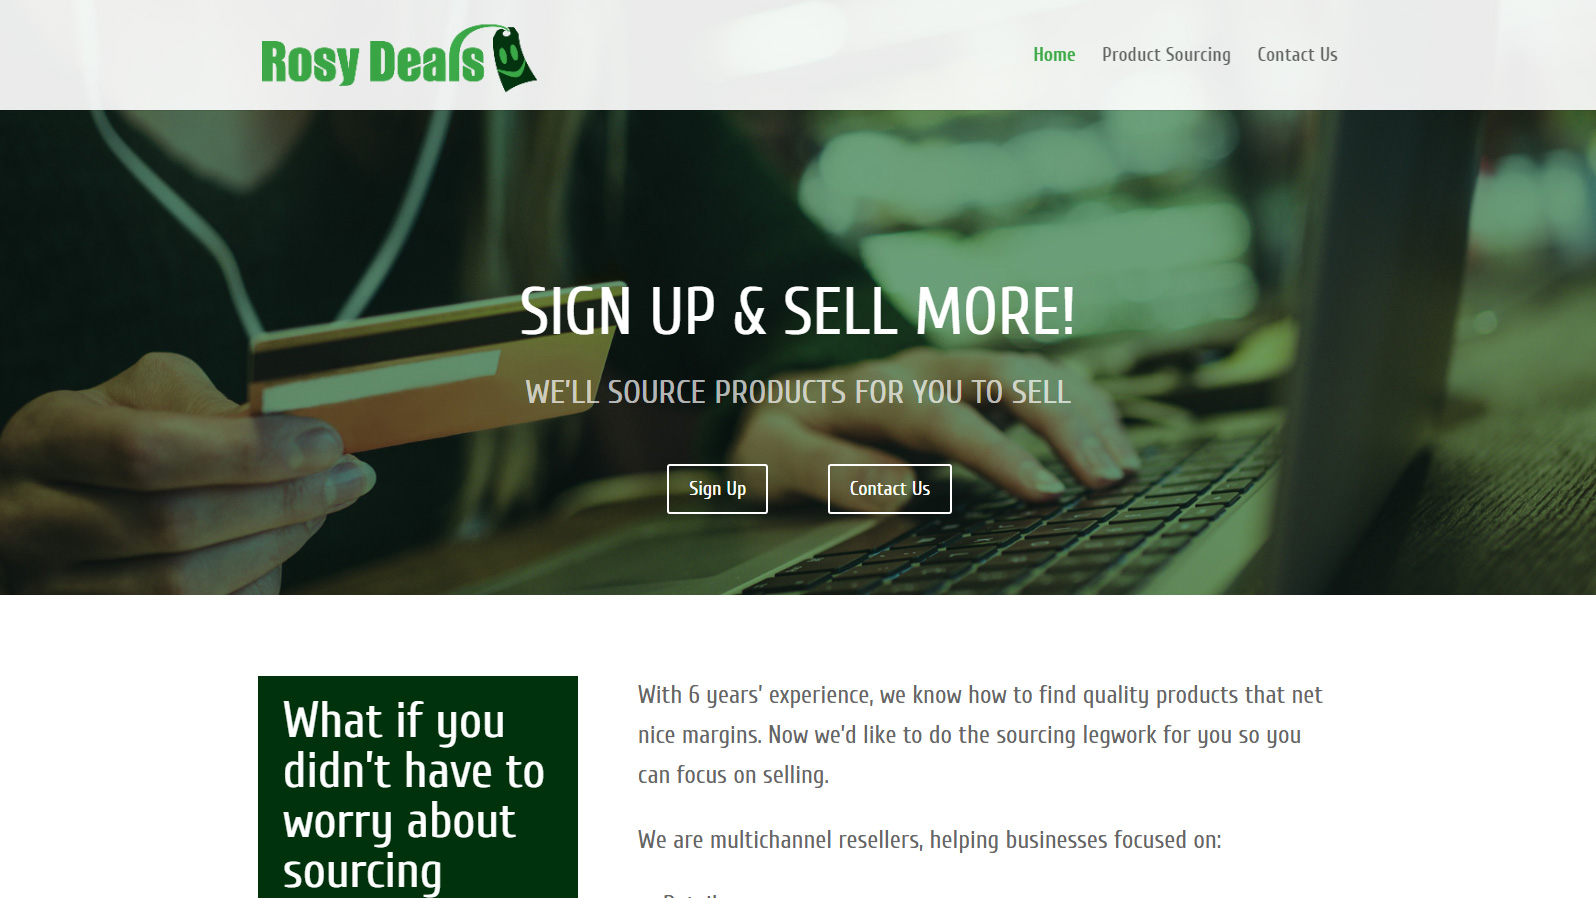 Rosy Deals
Home Product Sourcing Contact Us
SIGN UP & SELL MORE!
WE'LL SOURCE PRODUCTS FOR YOU TO SELL
Sign Up Contact Us
What if you
didn't have to
worry about
sourcing
With 6 years' experience, we know how to find quality products that net
nice margins. Now we'd like to do the sourcing legwork for you so you
can focus on selling.
We are multichannel resellers, helping businesses focused on: